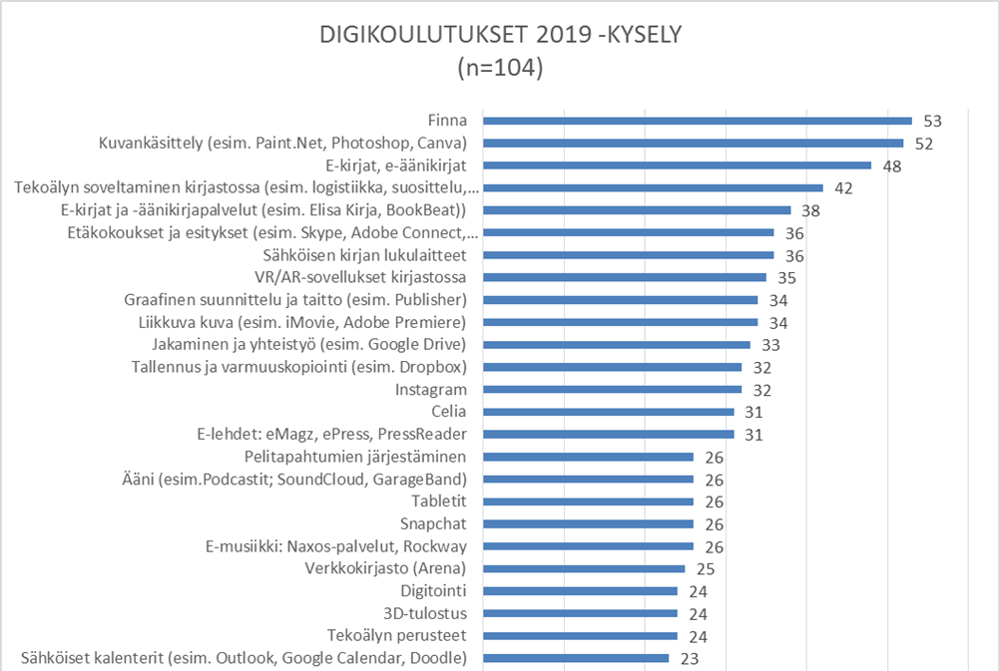 DIGIKOULUTUKSET 2019 -KYSELY
(n=104)
Finna 53
Kuvankäsittely (esim. Paint.Net, Photoshop, Canva) 52
E-kirjat, e-äänikirjat 48
Tekoälyn soveltaminen kirjastossa (esim. logistiikka, suosittelu,... 42
E-kirjat ja -äänikirjapalvelut (esim. Elisa Kirja, BookBeat)) 38
Etäkokoukset ja esitykset (esim. Skype, Adobe Connect,... 36
Sähköisen kirjan lukulaitteet 36
VR/AR-sovellukset kirjastossa 35
Graafinen suunnittelu ja taitto (esim. Publisher) 34
Liikkuva kuva (esim. iMovie, Adobe Premiere) 34
Jakaminen ja yhteistyö (esim. Google Drive) 33
Tallennus ja varmuuskopiointi (esim. Dropbox) 32
Instagram 32
Celia 31
E-lehdet: eMagz, ePress, PressReader 31
Pelitapahtumien järjestäminen 26
Ääni (esim.Podcastit; SoundCloud, GarageBand) 26
Tabletit 26
Snapchat 26
E-musiikki: Naxos-palvelut, Rockway 26
Verkkokirjasto (Arena) 25
Digitointi 24
3D-tulostus 24
Tekoälyn perusteet 24
Sähköiset kalenterit (esim. Outlook, Google Calendar, Doodle) 23